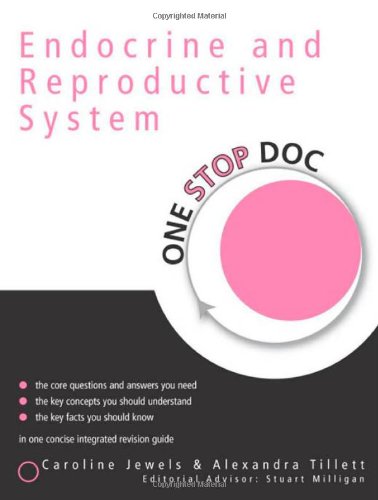 Copyrighted Material
Endocrine and
Reproductive
System
ONE STOP DOC
the core questions and answers you need
the key concepts you should understand
the key facts you should know
in one concise integrated revision guide
Caroline Jewels & Alexandra Tillett
Editorial Advisor: Stuart Milligan
Copyrighted Material